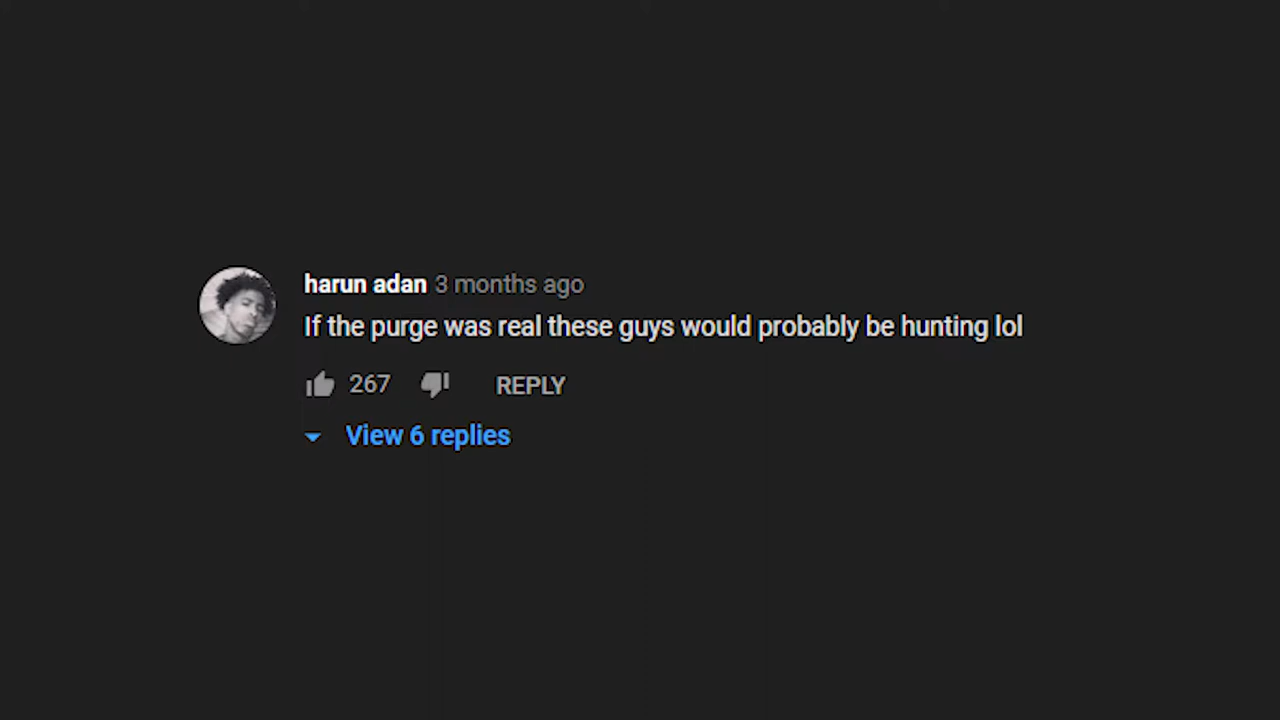 harun adan 3 months ago
If the purge was real these guys would probably be hunting lol
267 REPLY
View 6 replies